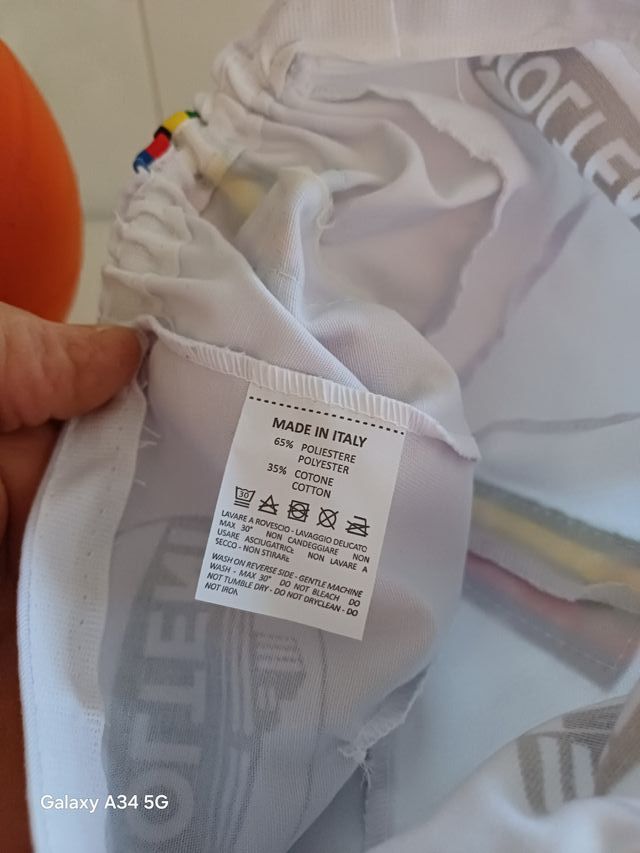 MADE IN ITALY
65% POLIESTERE
POLYESTER
35% COTONE
COTTON
30
LAVARE A ROVESCIO - LAVAGGIO DELICATO
MAX 30° NON CANDEGGIARE NON
USARE ASCIUGATRICE NON LAVARE A
SECCO - NON STIRARE
WASH ON REVERSE SIDE - GENTLE MACHINE
WASH - MAX 30° DO NOT BLEACH DO
NOT TUMBLE DRY - DO NOT DRYCLEAN - DO
NOT IRON
Galaxy A34 5G